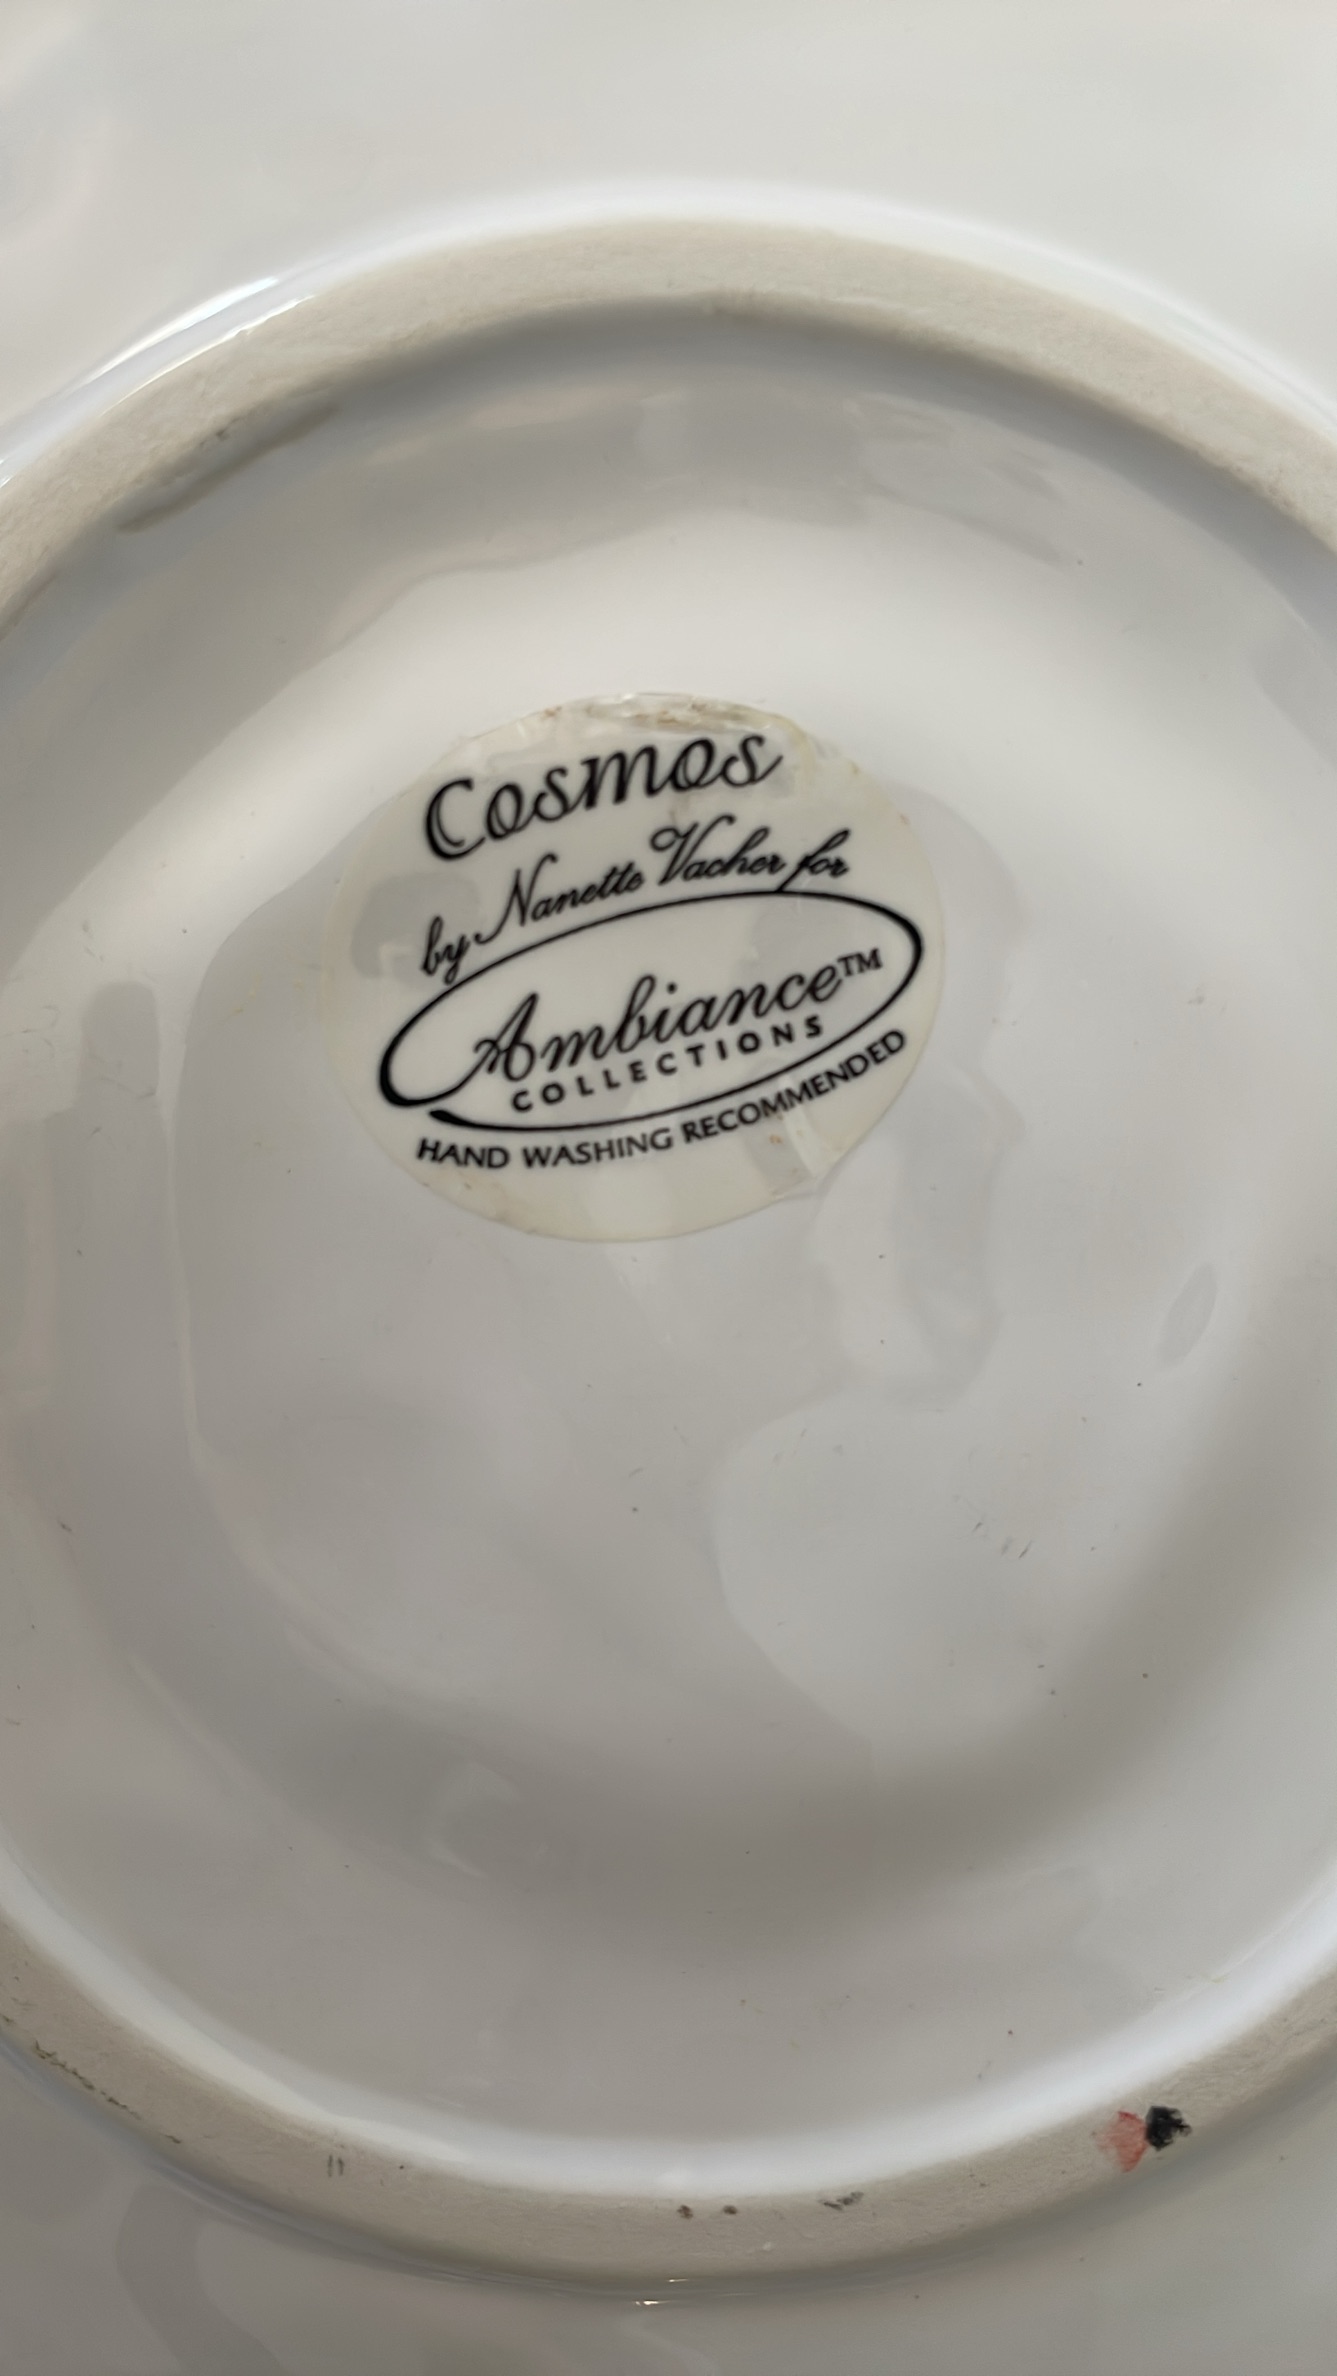 Cosmos
by Nanette Vacher for
Ambiance™
COLLECTIONS
HAND WASHING RECOMMENDED